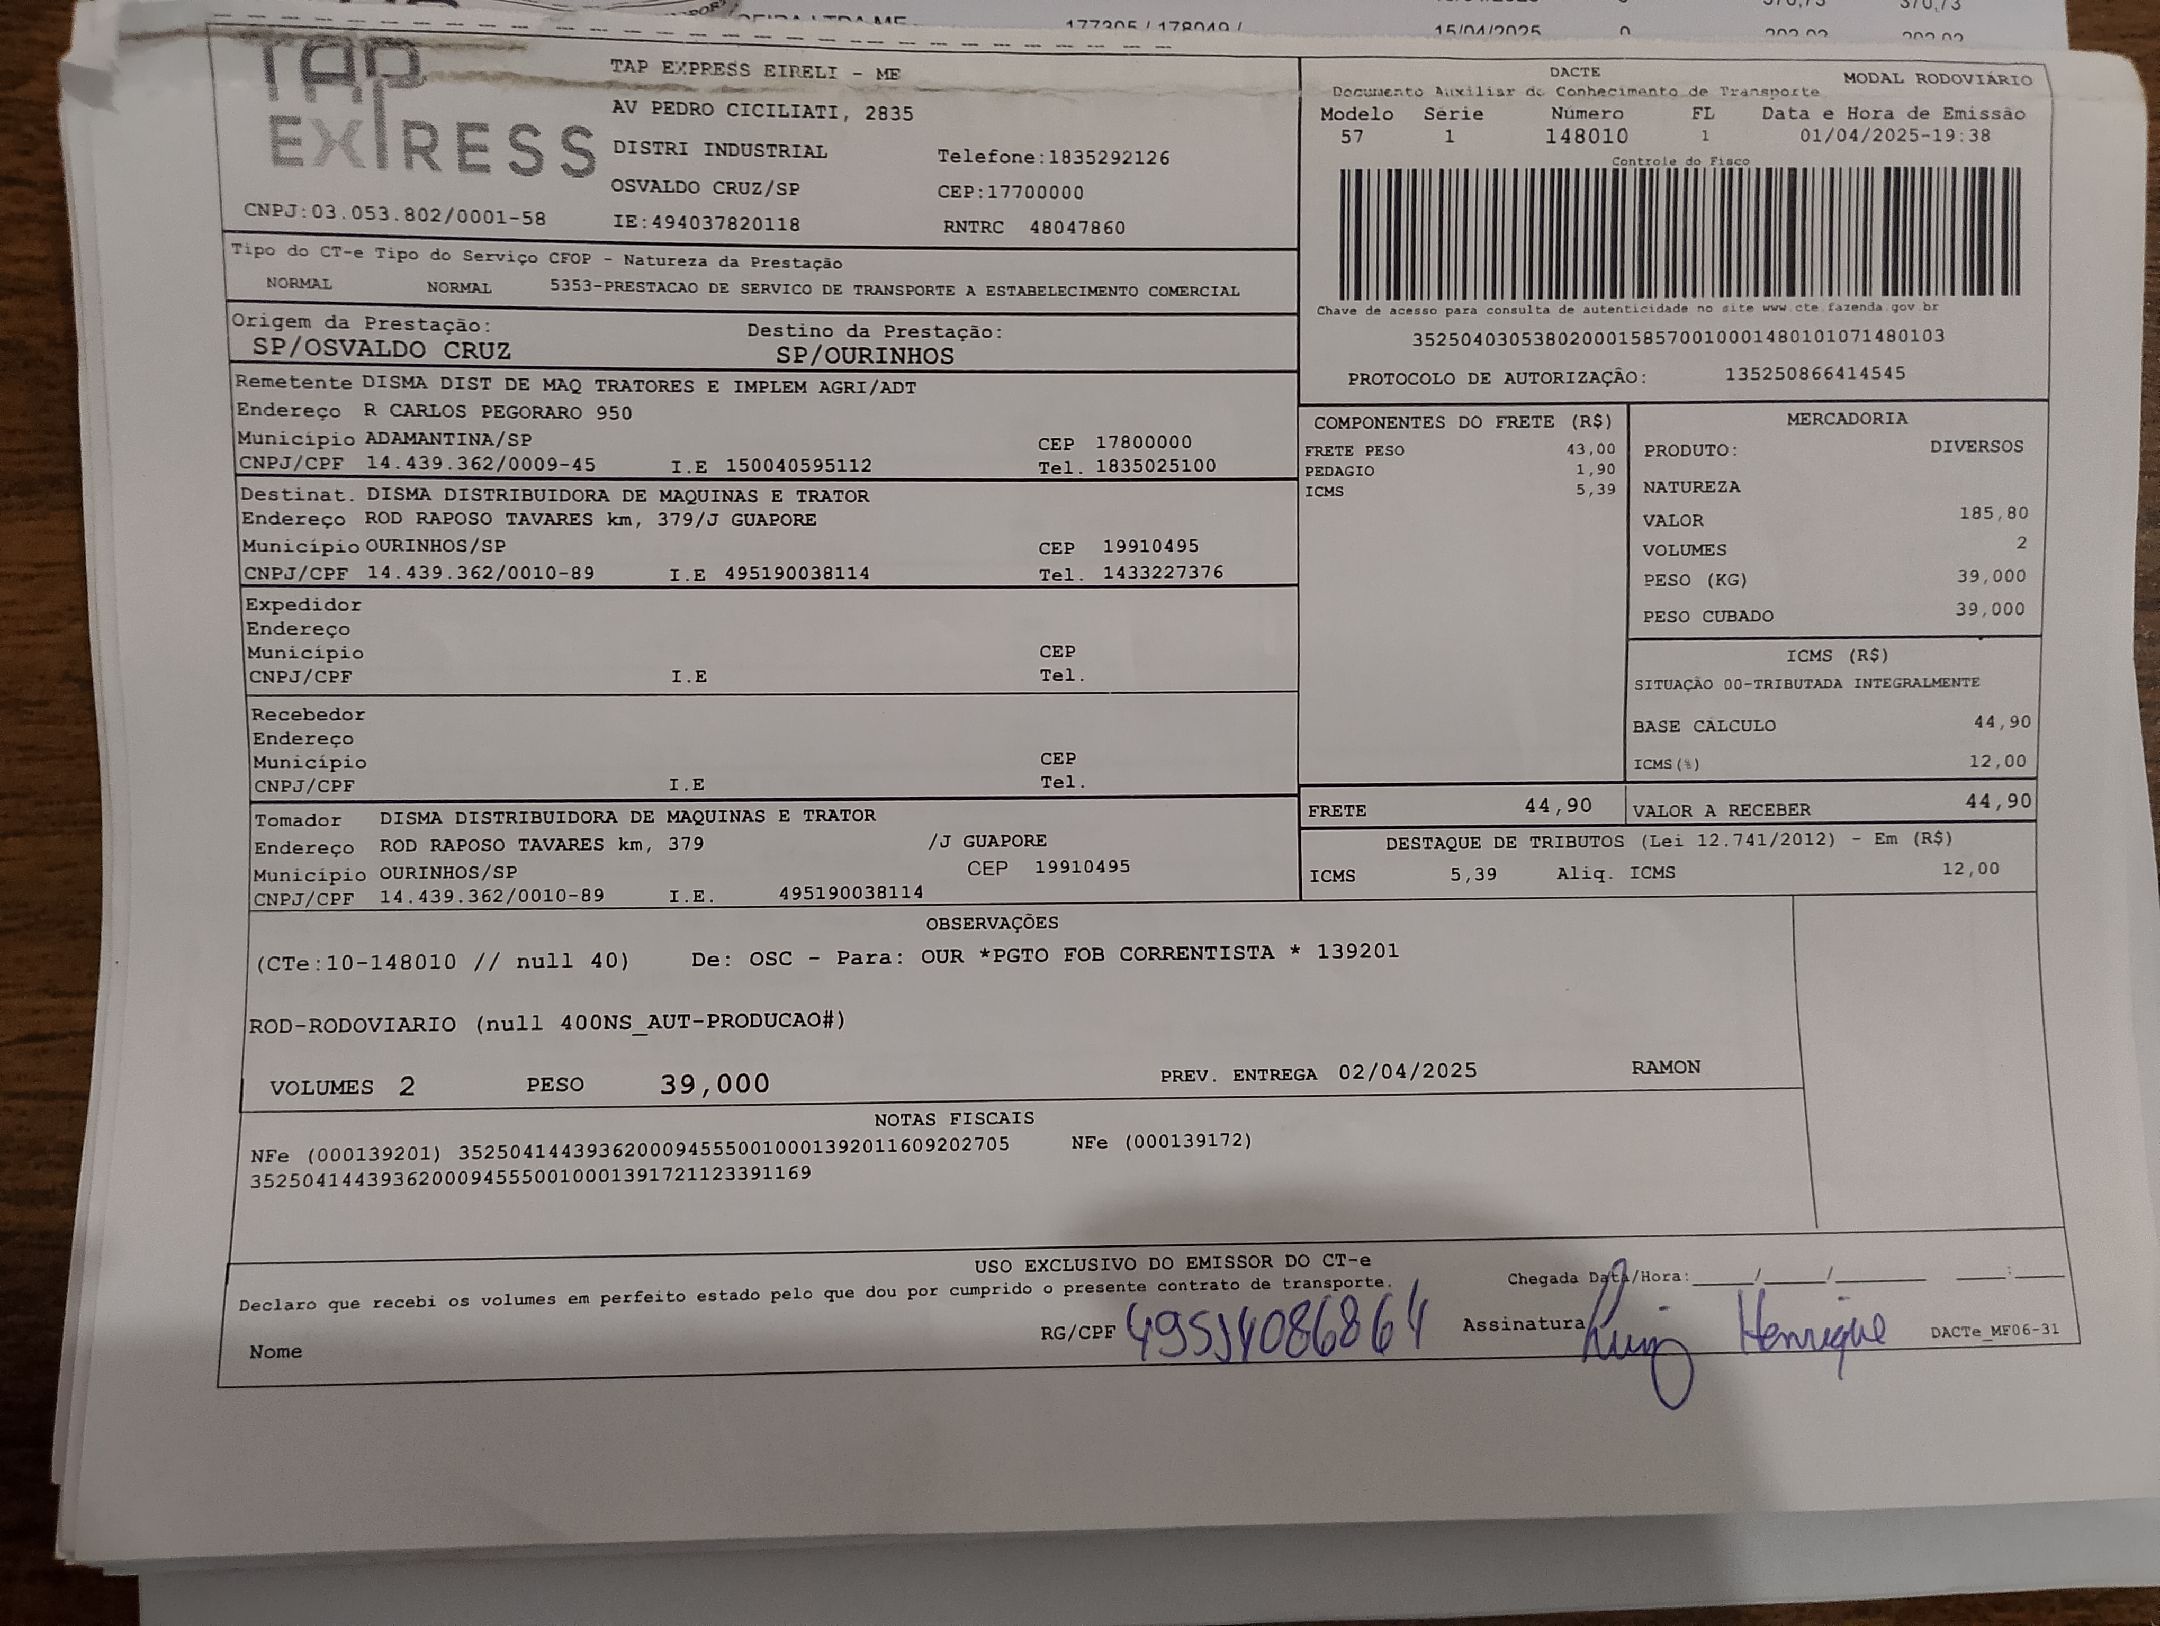 177205 / 178049 /
15/04/2025 0
TAP
EXPRESS
CNPJ:03.053.802/0001-58
TAP EXPRESS EIRELI - ME
AV PEDRO CICILIATI, 2835
DISTRI INDUSTRIAL Telefone:1835292126
OSVALDO CRUZ/SP CEP:17700000
IE:494037820118 RNTRC 48047860
DACTE MODAL RODOVIÁRIO
Documento Auxiliar de Conhecimento de Transporte
Modelo Série Número FL Data e Hora de Emissão
57 1 148010 1 01/04/2025-19:38
Controle do Fisco
Chave de acesso para consulta de autenticidade no site www.cte.fazenda.gov.br
35250403053802000158570010001480101071480103
PROTOCOLO DE AUTORIZAÇÃO: 135250866414545
Tipo do CT-e Tipo do Serviço CFOP - Natureza da Prestação
NORMAL NORMAL 5353-PRESTACAO DE SERVICO DE TRANSPORTE A ESTABELECIMENTO COMERCIAL
Origem da Prestação: Destino da Prestação:
SP/OSVALDO CRUZ SP/OURINHOS
Remetente DISMA DIST DE MAQ TRATORES E IMPLEM AGRI/ADT
Endereço R CARLOS PEGORARO 950
Município ADAMANTINA/SP CEP 17800000
CNPJ/CPF 14.439.362/0009-45 I.E 150040595112 Tel. 1835025100
Destinat. DISMA DISTRIBUIDORA DE MAQUINAS E TRATOR
Endereço ROD RAPOSO TAVARES km, 379/J GUAPORE
Município OURINHOS/SP CEP 19910495
CNPJ/CPF 14.439.362/0010-89 I.E 495190038114 Tel. 1433227376
Expedidor
Endereço
Município CEP
CNPJ/CPF I.E Tel.
Recebedor
Endereço
Município CEP
CNPJ/CPF I.E Tel.
Tomador DISMA DISTRIBUIDORA DE MAQUINAS E TRATOR
Endereço ROD RAPOSO TAVARES km, 379 /J GUAPORE
Município OURINHOS/SP CEP 19910495
CNPJ/CPF 14.439.362/0010-89 I.E. 495190038114
COMPONENTES DO FRETE (R$)
FRETE PESO 43,00
PEDAGIO 1,90
ICMS 5,39
MERCADORIA
PRODUTO: DIVERSOS
NATUREZA
VALOR 185,80
VOLUMES 2
PESO (KG) 39,000
PESO CUBADO 39,000
ICMS (R$)
SITUAÇÃO 00-TRIBUTADA INTEGRALMENTE
BASE CÁLCULO 44,90
ICMS(%) 12,00
FRETE 44,90 VALOR A RECEBER 44,90
DESTAQUE DE TRIBUTOS (Lei 12.741/2012) - Em (R$)
ICMS 5,39 Aliq. ICMS 12,00
OBSERVAÇÕES
(CTe:10-148010 // null 40) De: OSC - Para: OUR *PGTO FOB CORRENTISTA * 139201
ROD-RODOVIARIO (null 400NS_AUT-PRODUCAO#)
VOLUMES 2 PESO 39,000 PREV. ENTREGA 02/04/2025 RAMON
NOTAS FISCAIS
NFe (000139201) 35250414439362000945550010001392011609202705 NFe (000139172)
35250414439362000945550010001391721123391169
USO EXCLUSIVO DO EMISSOR DO CT-e
Declaro que recebi os volumes em perfeito estado pelo que dou por cumprido o presente contrato de transporte.
Chegada Data/Hora:____/____/______ ___:___
Nome RG/CPF Assinatura Luiz Henrique DACTe_MF06-31